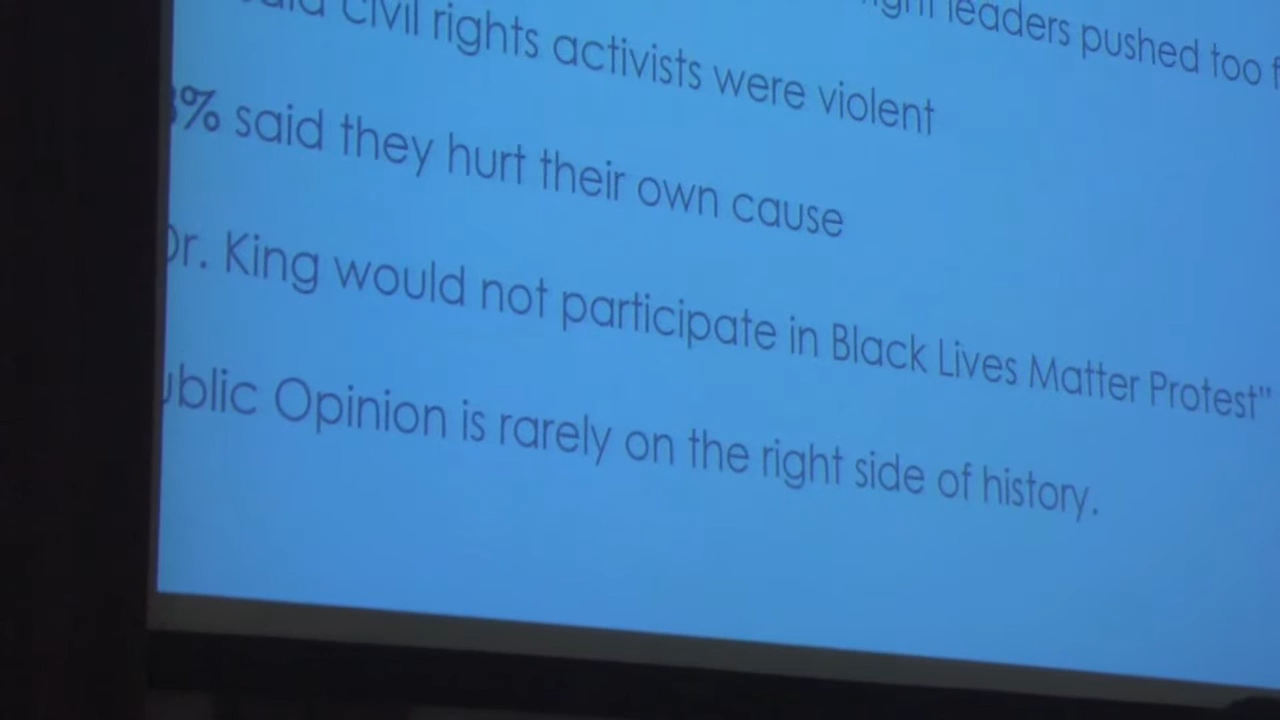 leaders pushed too
civil rights activists were violent
% said they hurt their own cause
Dr. King would not participate in Black Lives Matter Protest"
Opinion is rarely on the right side of history.